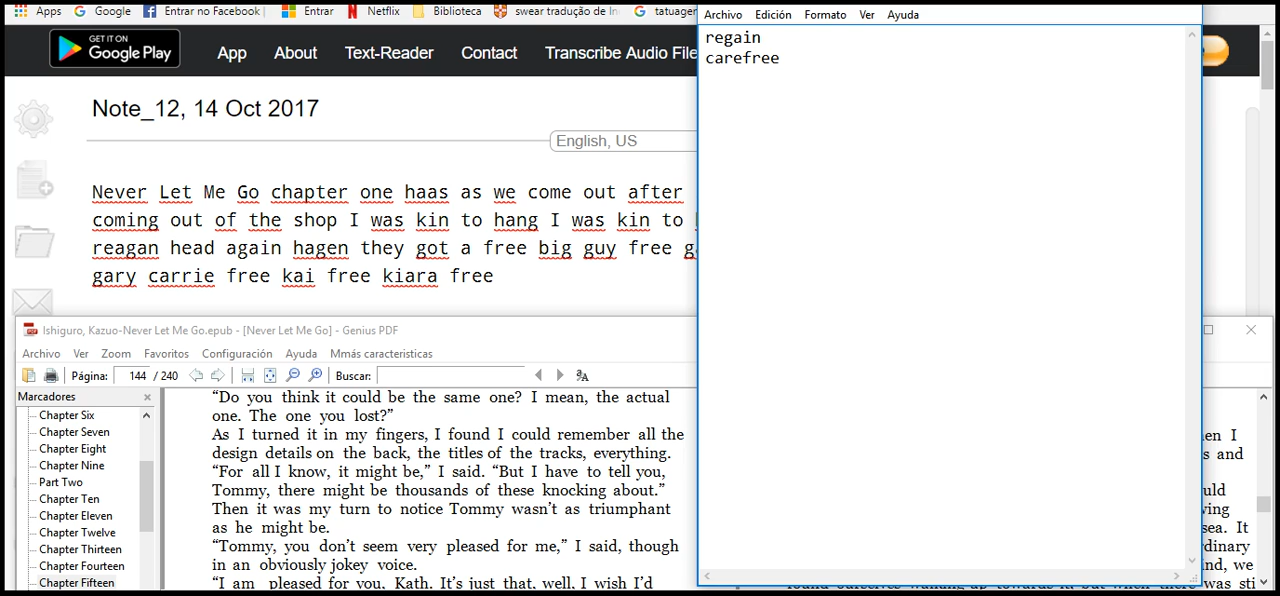 Apps Google Entrar no Facebook Entrar Netflix Biblioteca swear tradução de In tatuager
GET IT ON
Google Play
App About Text-Reader Contact Transcribe Audio File
Note_12, 14 Oct 2017
English, US
Never Let Me Go chapter one haas as we come out after
coming out of the shop I was kin to hang I was kin to
reagan head again hagen they got a free big guy free ga
gary carrie free kai free kiara free
Archivo Edición Formato Ver Ayuda
regain
carefree
Ishiguro, Kazuo-Never Let Me Go.epub - [Never Let Me Go] - Genius PDF
Archivo Ver Zoom Favoritos Configuración Ayuda Mmás caracteristicas
Página: 144 / 240 Buscar:
Marcadores
Chapter Six
Chapter Seven
Chapter Eight
Chapter Nine
Part Two
Chapter Ten
Chapter Eleven
Chapter Twelve
Chapter Thirteen
Chapter Fourteen
Chapter Fifteen
“Do you think it could be the same one? I mean, the actual
one. The one you lost?”
As I turned it in my fingers, I found I could remember all the
design details on the back, the titles of the tracks, everything.
“For all I know, it might be,” I said. “But I have to tell you,
Tommy, there might be thousands of these knocking about.”
Then it was my turn to notice Tommy wasn’t as triumphant
as he might be.
“Tommy, you don’t seem very pleased for me,” I said, though
in an obviously jokey voice.
“I am pleased for you, Kath. It’s just that, well, I wish I’d
en I
s and
uld
ving
sea. It
dinary
nd, we